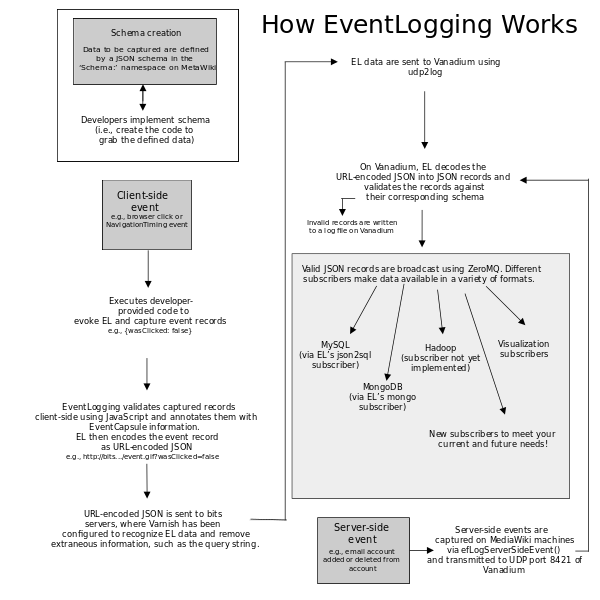 How EventLogging Works
Schema creation
Data to be captured are defined
by a JSON schema in the
'Schema:' namespace on MetaWiki
Developers implement schema
(i.e., create the code to
grab the defined data)
Client-side
event
e.g., browser click or
NavigationTiming event
Executes developer-
provided code to
evoke EL and capture event records
e.g., {wasClicked: false}
EventLogging validates captured records
client-side using JavaScript and annotates them with
EventCapsule information.
EL then encodes the event record
as URL-encoded JSON
e.g., http://bits.../event.gif?wasClicked=false
URL-encoded JSON is sent to bits
servers, where Varnish has been
configured to recognize EL data and remove
extraneous information, such as the query string.
EL data are sent to Vanadium using
udp2log
On Vanadium, EL decodes the
URL-encoded JSON into JSON records and
validates the records against
their corresponding schema
Invalid records are written
to a log file on Vanadium
Valid JSON records are broadcast using ZeroMQ. Different
subscribers make data available in a variety of formats.
MySQL
(via EL's json2sql
subscriber)
MongoDB
(via EL's mongo
subscriber)
Hadoop
(subscriber not yet
implemented)
Visualization
subscribers
New subscribers to meet your
current and future needs!
Server-side
event
e.g., email account
added or deleted from
account
Server-side events are
captured on MediaWiki machines
via efLogServerSideEvent()
and transmitted to UDP port 8421 of
Vanadium